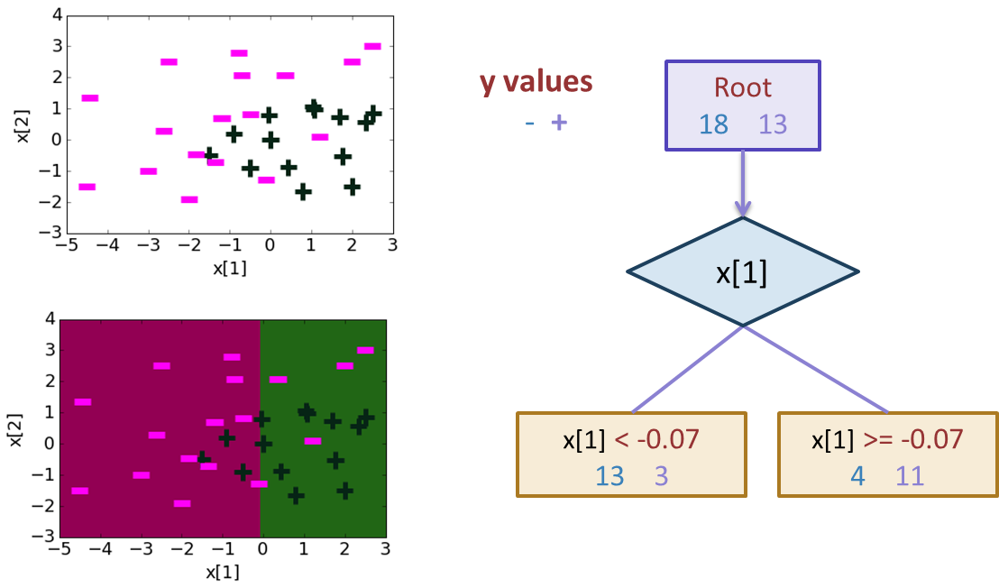 4
3
2
1
0
−1
−2
−3
x[2]
−5 −4 −3 −2 −1 0 1 2 3
x[1]
y values
- +
Root
18 13
x[1]
x[1] < -0.07
13 3
x[1] >= -0.07
4 11
4
3
2
1
0
−1
−2
−3
x[2]
−5 −4 −3 −2 −1 0 1 2 3
x[1]